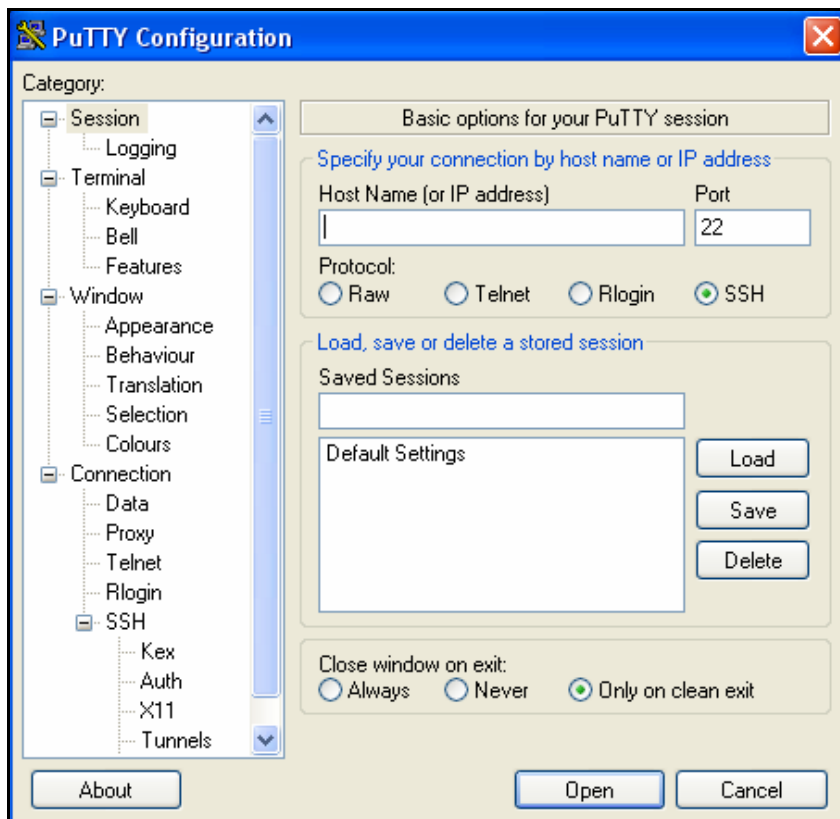 PuTTY Configuration
Category:
Session
Logging
Terminal
Keyboard
Bell
Features
Window
Appearance
Behaviour
Translation
Selection
Colours
Connection
Data
Proxy
Telnet
Rlogin
SSH
Kex
Auth
X11
Tunnels
Basic options for your PuTTY session
Specify your connection by host name or IP address
Host Name (or IP address) Port
22
Protocol:
Raw Telnet Rlogin SSH
Load, save or delete a stored session
Saved Sessions
Default Settings
Load
Save
Delete
Close window on exit:
Always Never Only on clean exit
About Open Cancel